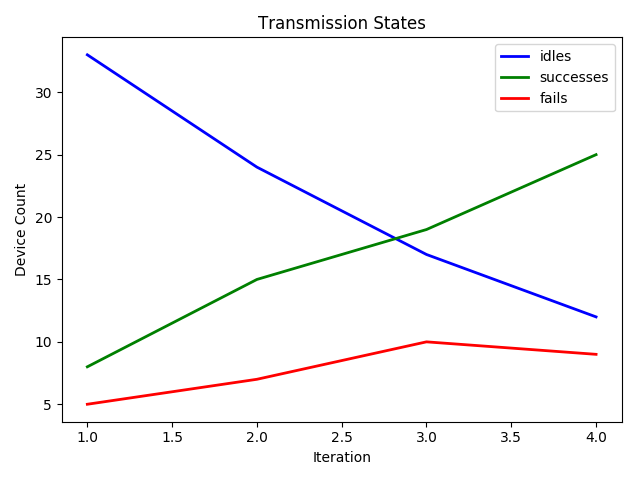 Transmission States
idles
successes
fails
Device Count
30
25
20
15
10
5
1.0 1.5 2.0 2.5 3.0 3.5 4.0
Iteration